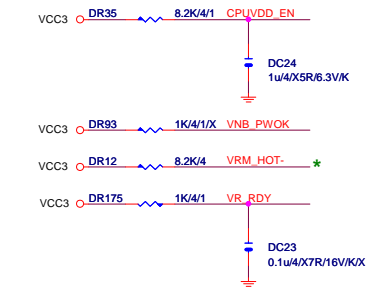 VCC3 DR35 8.2K/4/1 CPUVDD_EN
DC24
1u/4/X5R/6.3V/K
VCC3 DR93 1K/4/1/X VNB_PWOK
VCC3 DR12 8.2K/4 VRM_HOT- *
VCC3 DR175 1K/4/1 VR_RDY
DC23
0.1u/4/X7R/16V/K/X